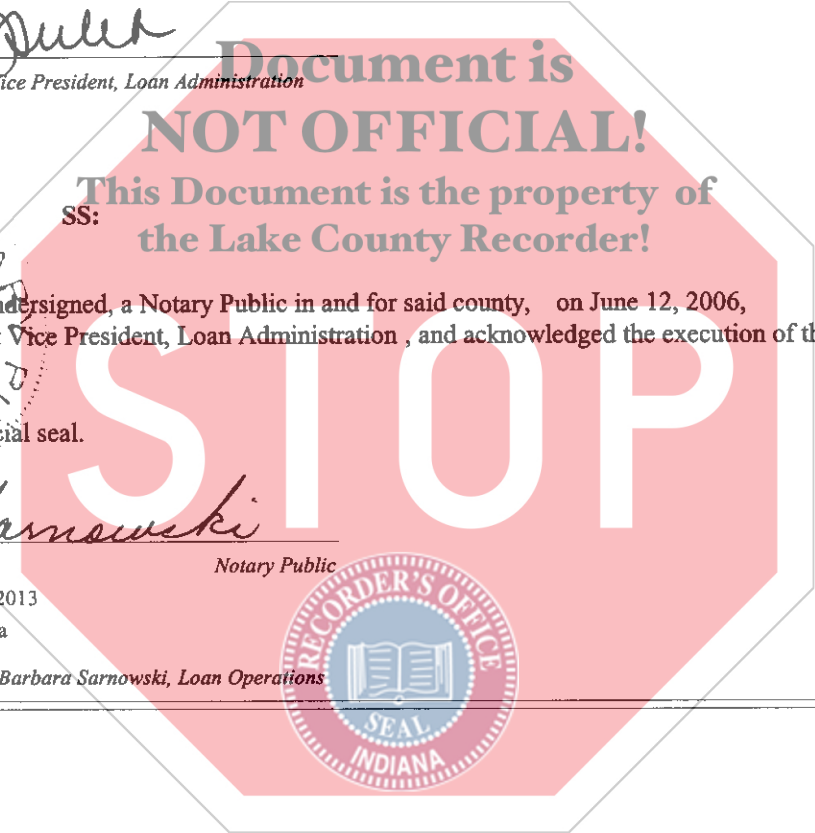 Vice President, Loan Administration
Document is
NOT OFFICIAL!
This Document is the property of
the Lake County Recorder!
SS:
ndersigned, a Notary Public in and for said county, on June 12, 2006,
Vice President, Loan Administration , and acknowledged the execution of th
cial seal.
STOP
arnowski
Notary Public
2013
a
Barbara Sarnowski, Loan Operations
RECORDER'S OFFICE
SEAL
INDIANA